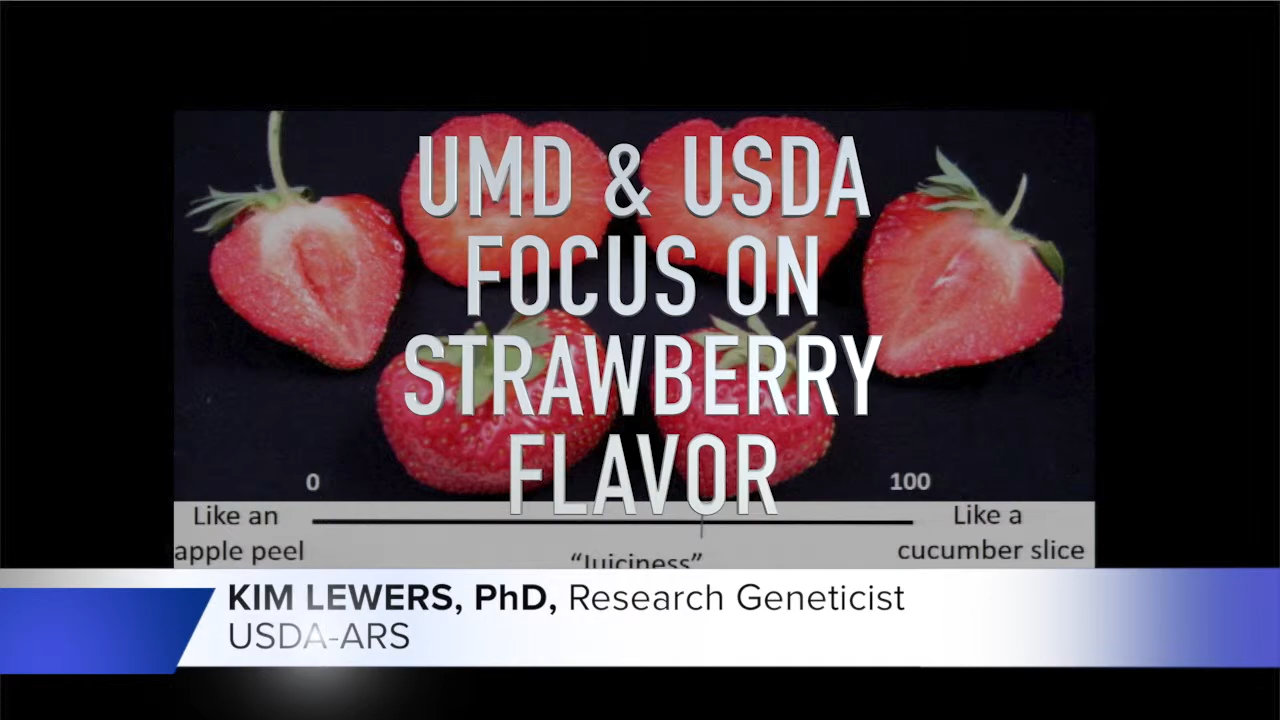 UMD & USDA
FOCUS ON
STRAWBERRY
FLAVOR
0
100
Like an
apple peel
Like a
cucumber slice
“Juiciness”
KIM LEWERS, PhD, Research Geneticist
USDA-ARS